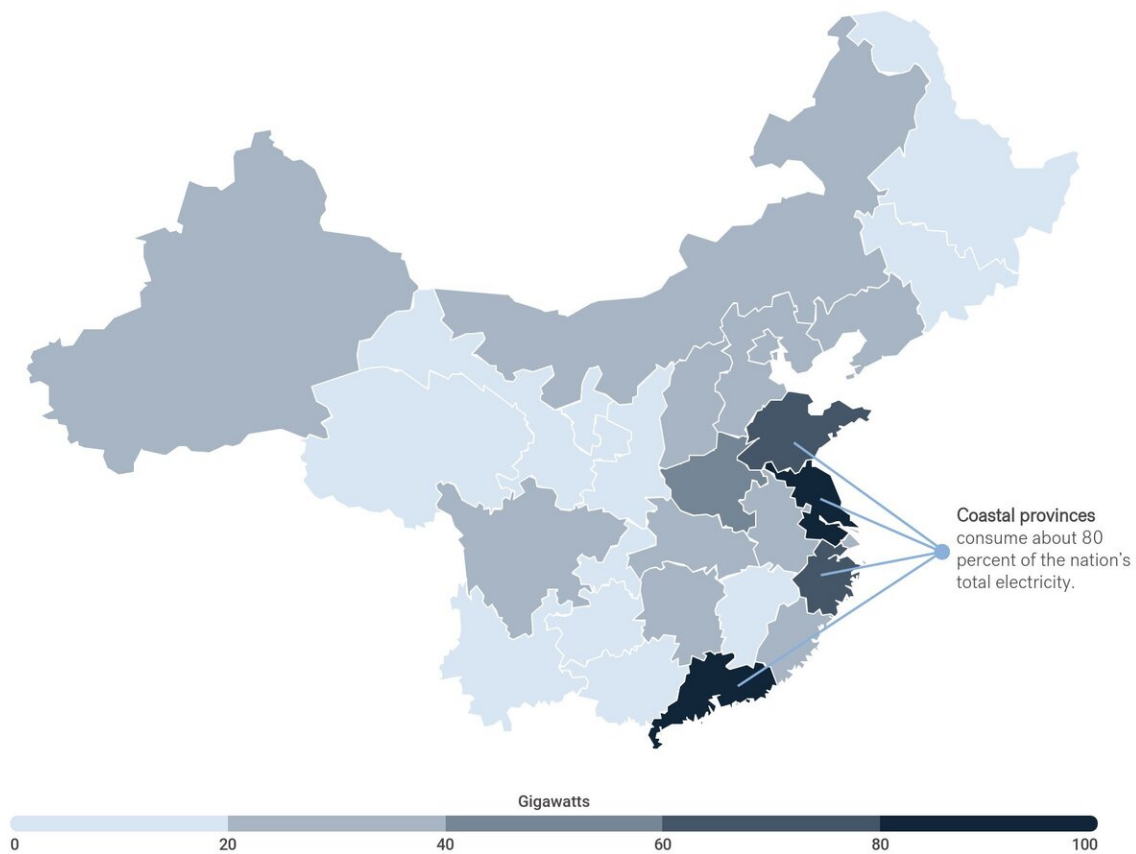 Coastal provinces
consume about 80
percent of the nation’s
total electricity.
Gigawatts
0 20 40 60 80 100